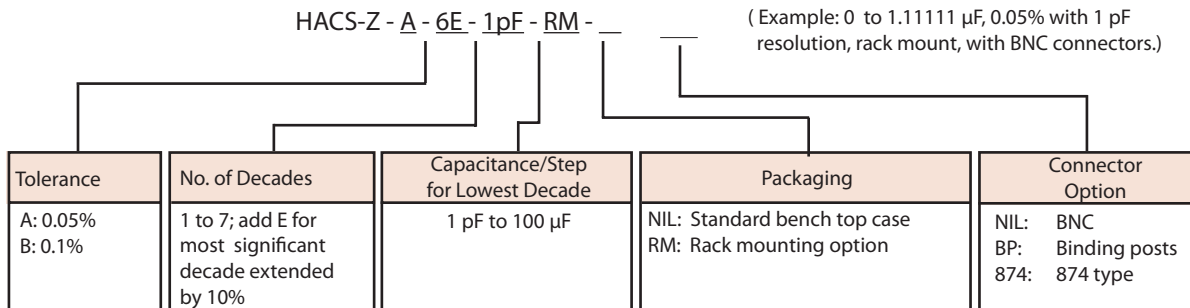 HACS-Z - A - 6E - 1pF - RM - __ __
( Example: 0 to 1.11111 µF, 0.05% with 1 pF
resolution, rack mount, with BNC connectors.)
Tolerance
A: 0.05%
B: 0.1%
No. of Decades
1 to 7; add E for
most significant
decade extended
by 10%
Capacitance/Step
for Lowest Decade
1 pF to 100 µF
Packaging
NIL: Standard bench top case
RM: Rack mounting option
Connector
Option
NIL: BNC
BP: Binding posts
874: 874 type